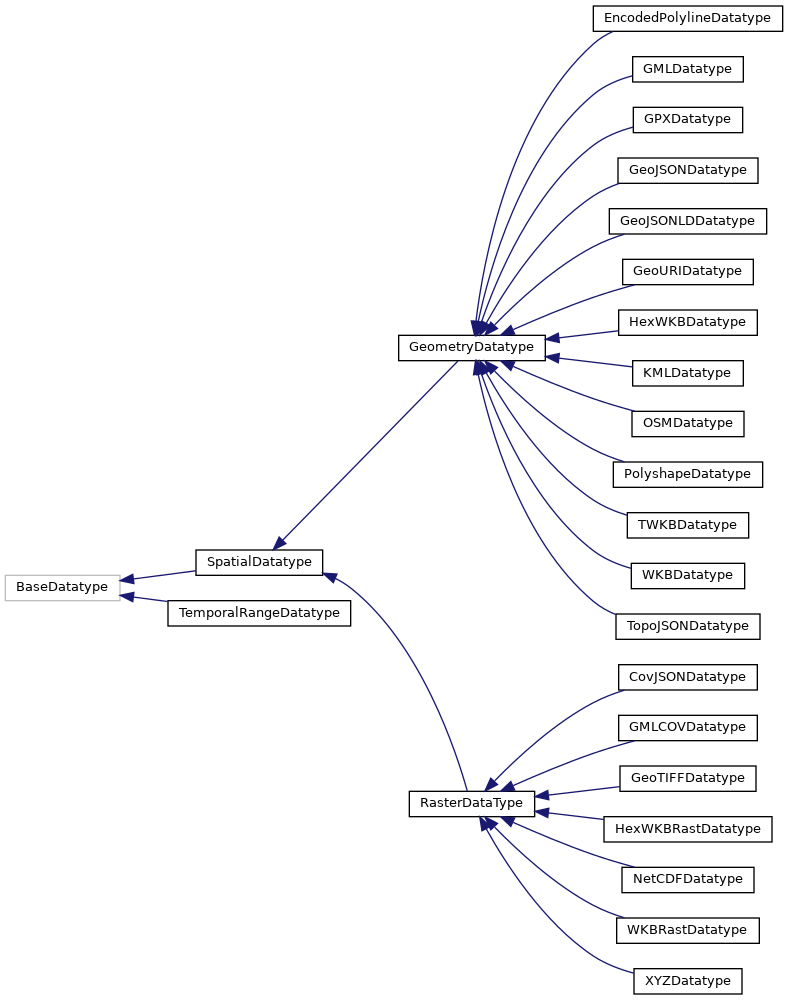 EncodedPolylineDatatype
GMLDatatype
GPXDatatype
GeoJSONDatatype
GeoJSONLDDatatype
GeoURIDatatype
HexWKBDatatype
GeometryDatatype
KMLDatatype
OSMDatatype
PolyshapeDatatype
TWKBDatatype
SpatialDatatype
WKBDatatype
BaseDatatype
TemporalRangeDatatype
TopoJSONDatatype
CovJSONDatatype
GMLCOVDatatype
GeoTIFFDatatype
RasterDataType
HexWKBRastDatatype
NetCDFDatatype
WKBRastDatatype
XYZDatatype